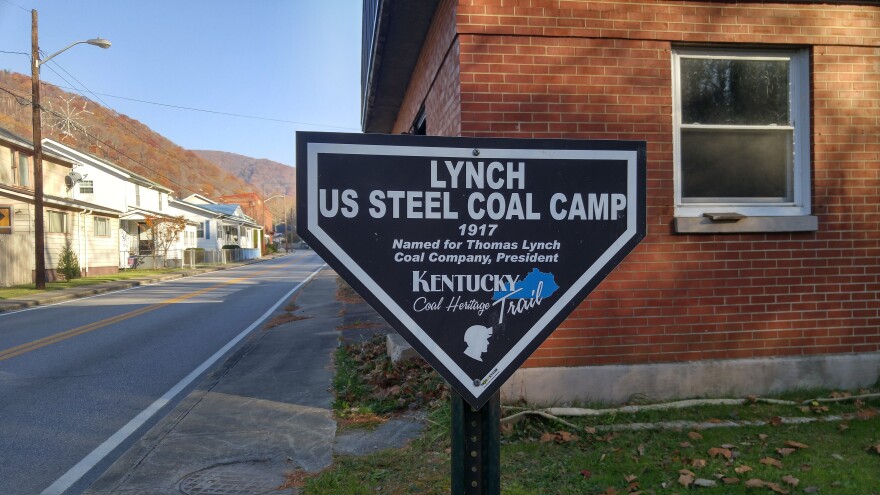 LYNCH
US STEEL COAL CAMP
1917
Named for Thomas Lynch
Coal Company, President
KENTUCKY
Coal Heritage Trail